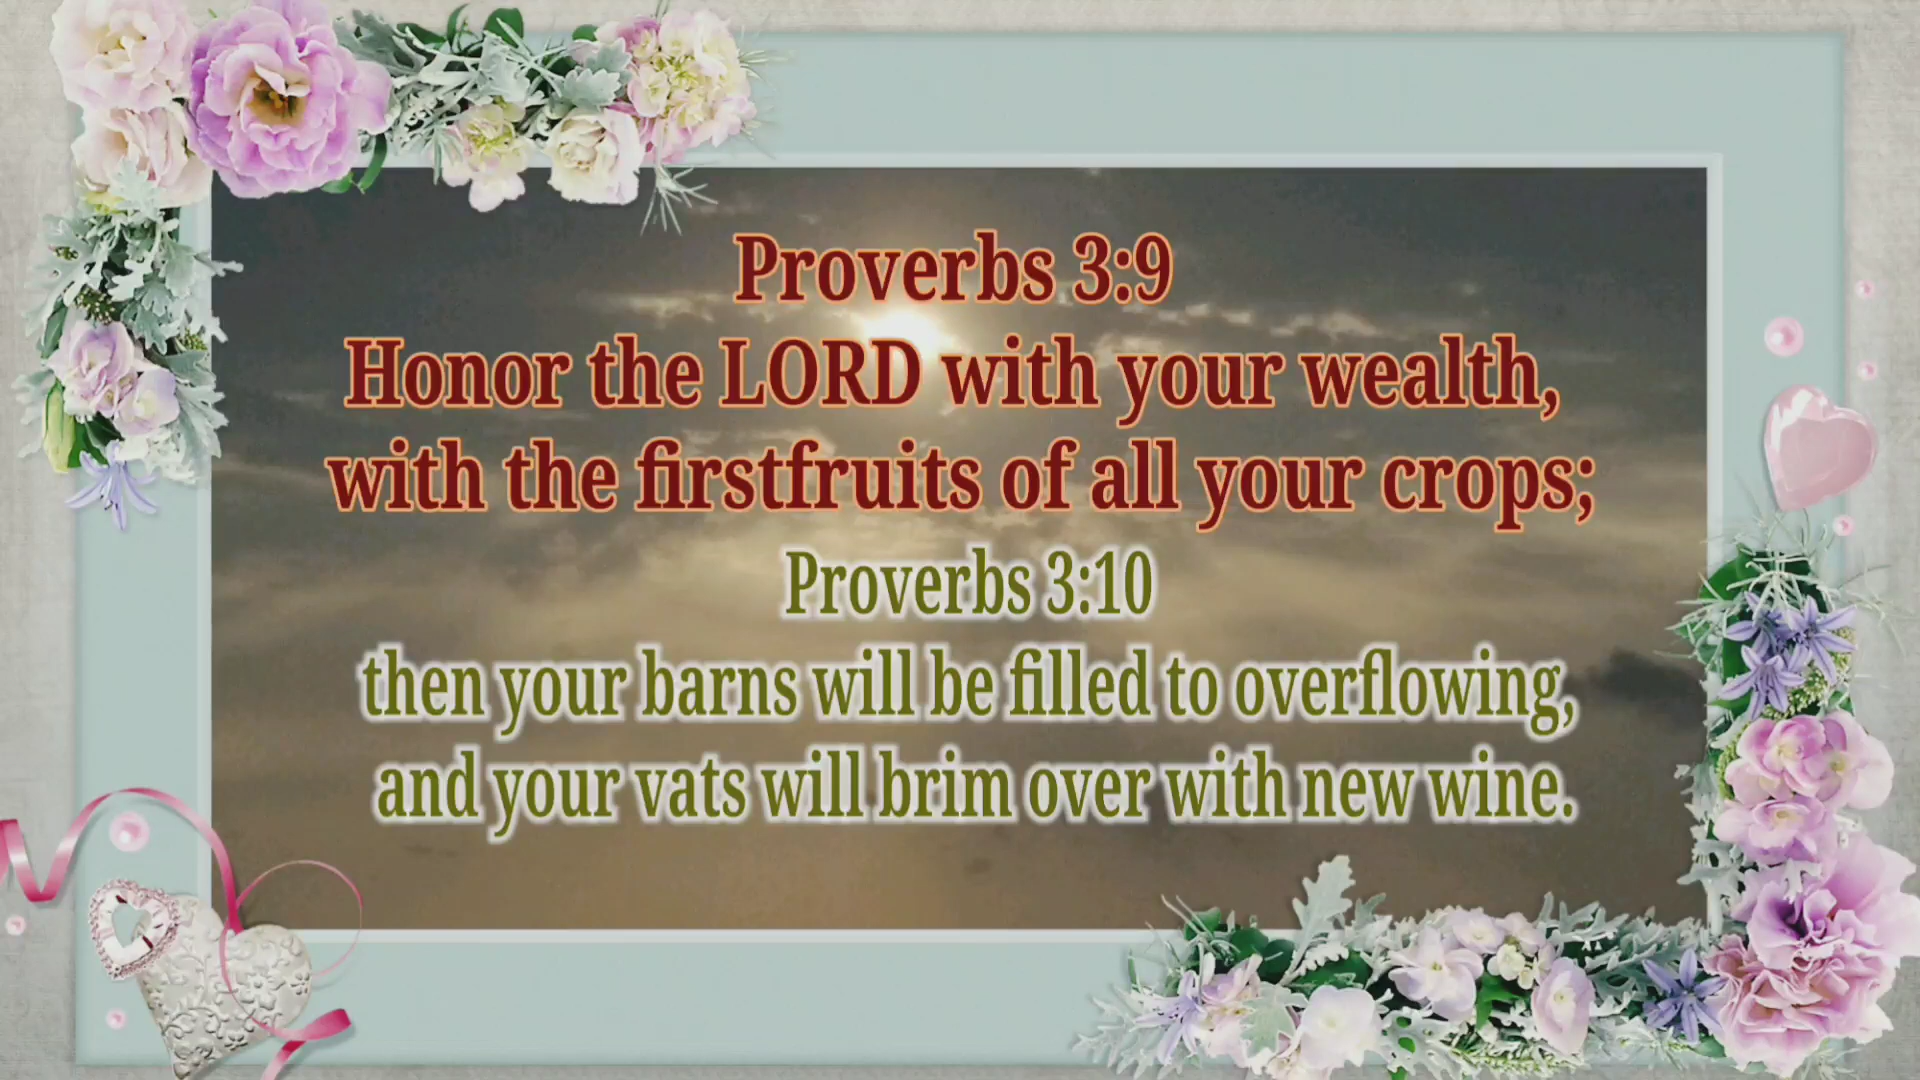 Proverbs 3:9
Honor the LORD with your wealth,
with the firstfruits of all your crops;
Proverbs 3:10
then your barns will be filled to overflowing,
and your vats will brim over with new wine.